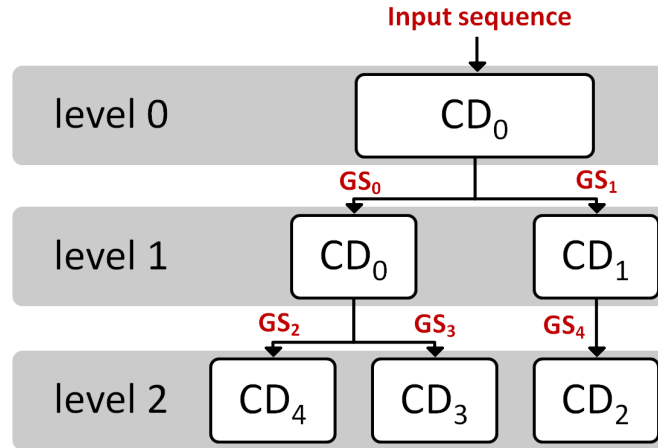 Input sequence
level 0
CD₀
GS₀
GS₁
level 1
CD₀
CD₁
GS₂
GS₃
GS₄
level 2
CD₄
CD₃
CD₂